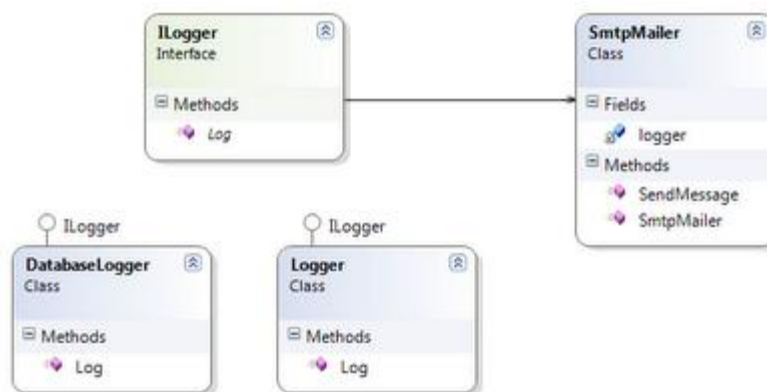 ILogger
Interface
Methods
Log
SmtpMailer
Class
Fields
logger
Methods
SendMessage
SmtpMailer
ILogger
DatabaseLogger
Class
Methods
Log
ILogger
Logger
Class
Methods
Log